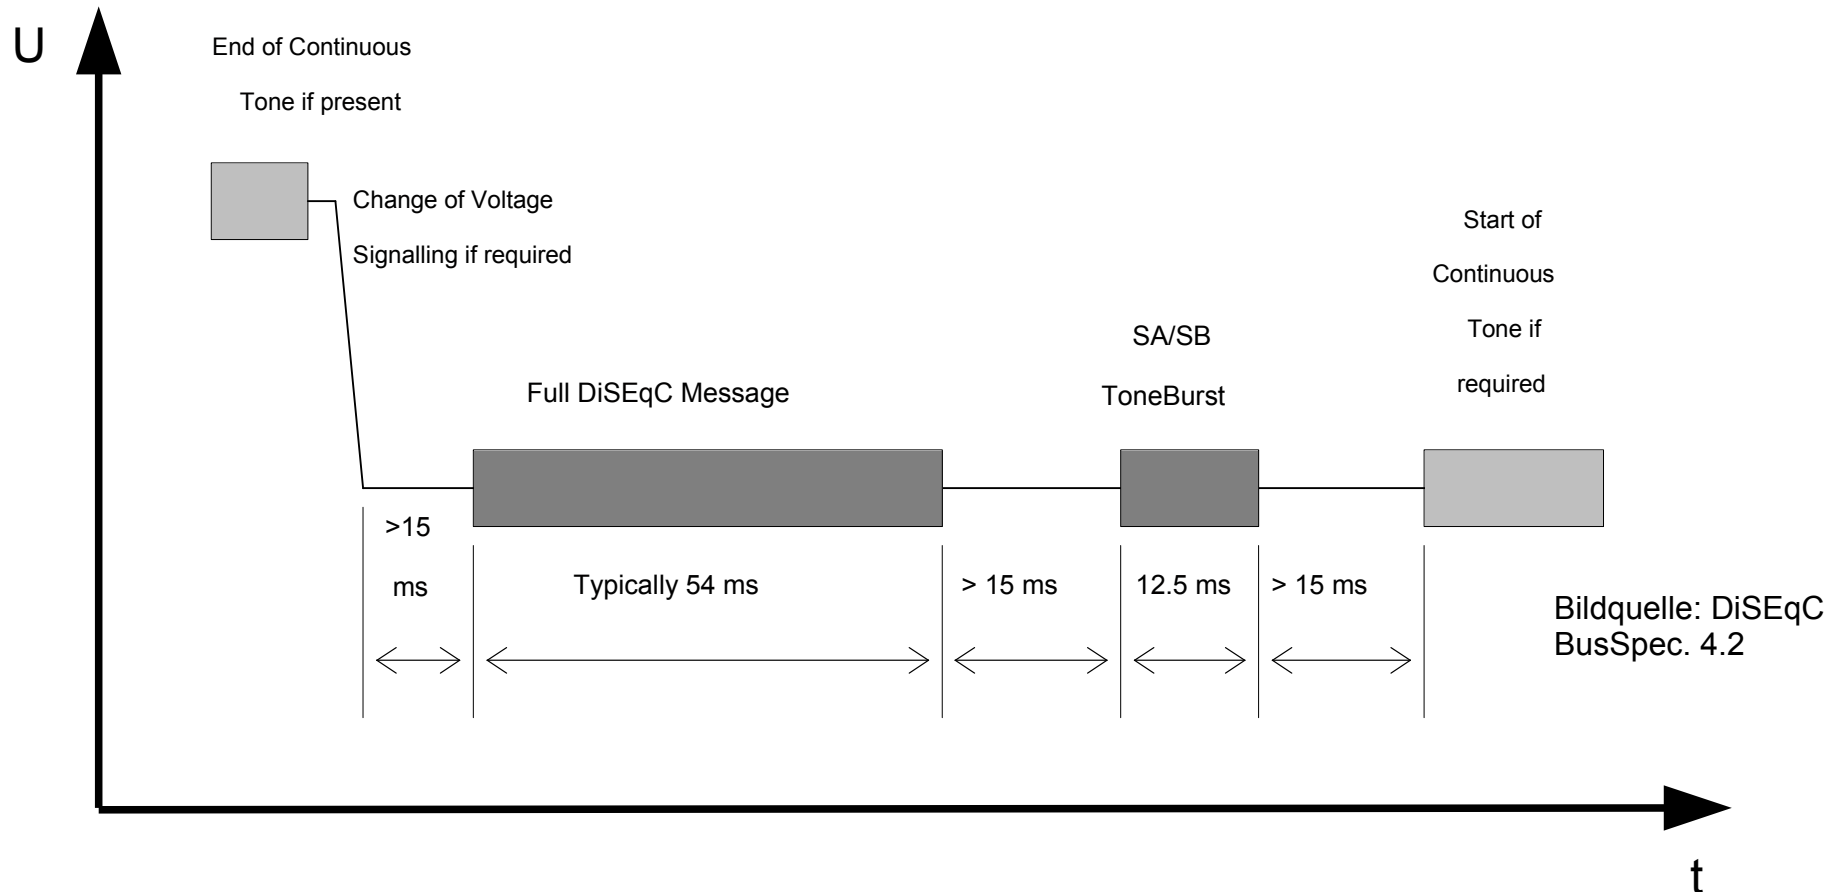 U
End of Continuous
Tone if present
Change of Voltage
Signalling if required
Full DiSEqC Message
SA/SB
ToneBurst
Start of
Continuous
Tone if
required
>15
ms
Typically 54 ms
> 15 ms
12.5 ms
> 15 ms
Bildquelle: DiSEqC
BusSpec. 4.2
t